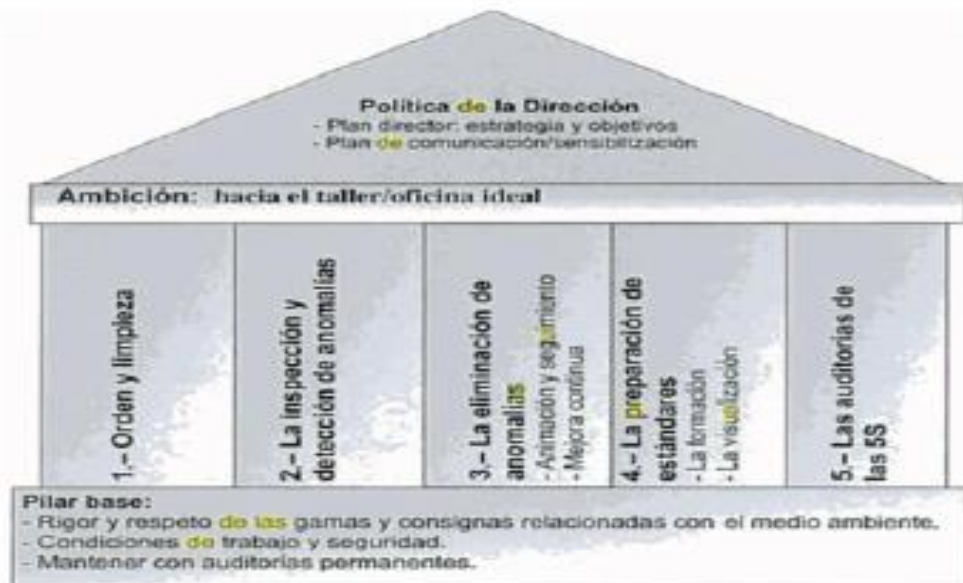 Política de la Dirección
- Plan director: estrategia y objetivos
- Plan de comunicación/sensibilización
Ambición: hacia el taller/oficina ideal
1.- Orden y limpieza
2.- La inspección y
detección de anomalías
3.- La eliminación de
anomalías
- Animación y seguimiento
- Mejora continua
4.- La preparación de
estándares
- La formación
- La visualización
5.- Las auditorias de
las 5S
Pilar base:
- Rigor y respeto de las gamas y consignas relacionadas con el medio ambiente.
- Condiciones de trabajo y seguridad.
- Mantener con auditorías permanentes.